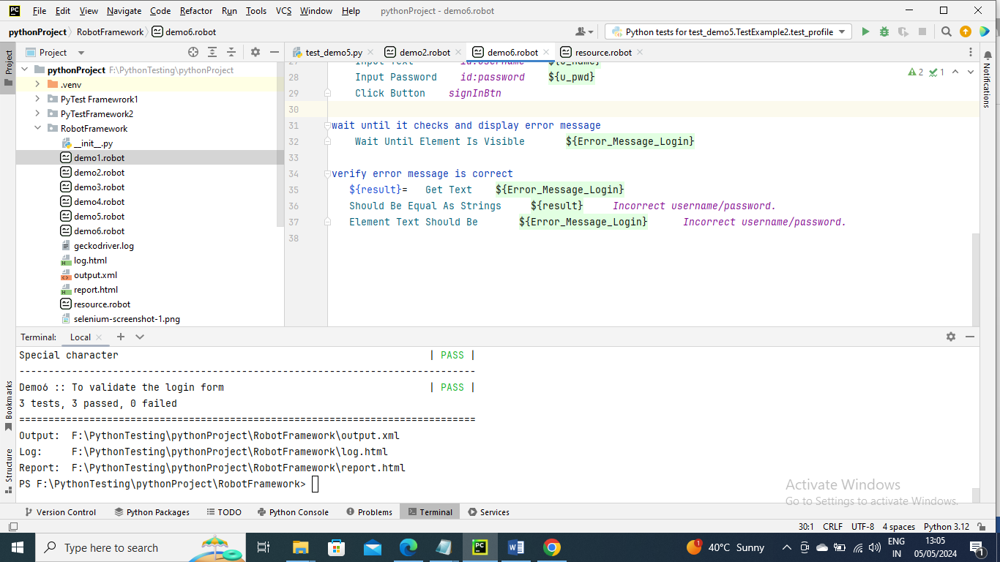 PC File Edit View Navigate Code Refactor Run Tools VCS Window Help pythonProject - demo6.robot
pythonProject RobotFramework demo6.robot Python tests for test_demo5.TestExample2.test_profile
Project
Project
test_demo5.py demo2.robot demo6.robot resource.robot
Notifications
pythonProject F:\PythonTesting\pythonProject
.venv
PyTest Framewrork1
PyTestFramework2
RobotFramework
__init__.py
demo1.robot
demo2.robot
demo3.robot
demo4.robot
demo5.robot
demo6.robot
geckodriver.log
log.html
output.xml
report.html
resource.robot
selenium-screenshot-1.png
2 1
27 Input Text id:username ${u_name}
28 Input Password id:password ${u_pwd}
29 Click Button signInBtn
30
31 wait until it checks and display error message
32 Wait Until Element Is Visible ${Error_Message_Login}
33
34 verify error message is correct
35 ${result}= Get Text ${Error_Message_Login}
36 Should Be Equal As Strings ${result} Incorrect username/password.
37 Element Text Should Be ${Error_Message_Login} Incorrect username/password.
38
Terminal: Local
Bookmarks
Structure
Special character | PASS |
------------------------------------------------------------------------------
Demo6 :: To validate the login form | PASS |
3 tests, 3 passed, 0 failed
==============================================================================
Output: F:\PythonTesting\pythonProject\RobotFramework\output.xml
Log: F:\PythonTesting\pythonProject\RobotFramework\log.html
Report: F:\PythonTesting\pythonProject\RobotFramework\report.html
PS F:\PythonTesting\pythonProject\RobotFramework>
Activate Windows
Go to Settings to activate Windows.
Version Control Python Packages TODO Python Console Problems Terminal Services
30:1 CRLF UTF-8 4 spaces Python 3.12
Type here to search
PC
W
1
40°C Sunny
ENG
IN
13:05
05/05/2024
1